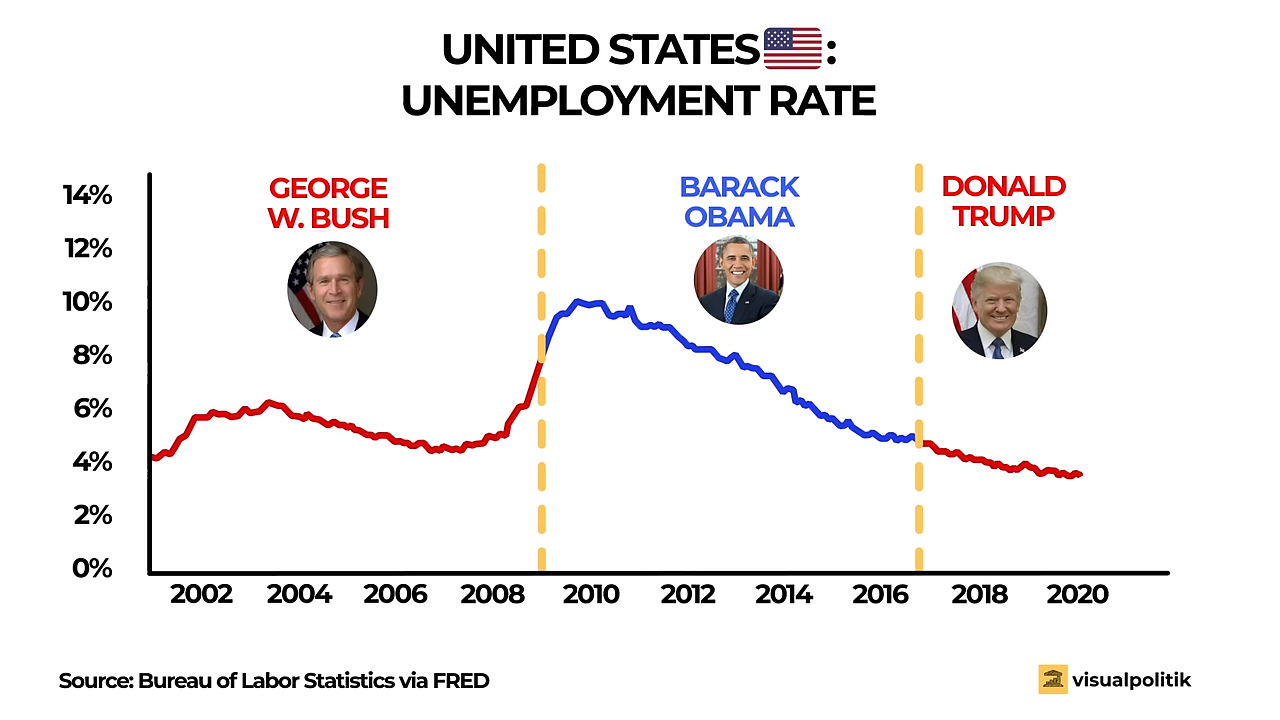 UNITED STATES🇺🇸:
UNEMPLOYMENT RATE
GEORGE
W. BUSH
BARACK
OBAMA
DONALD
TRUMP
14%
12%
10%
8%
6%
4%
2%
0%
2002 2004 2006 2008 2010 2012 2014 2016 2018 2020
Source: Bureau of Labor Statistics via FRED
visualpolitik